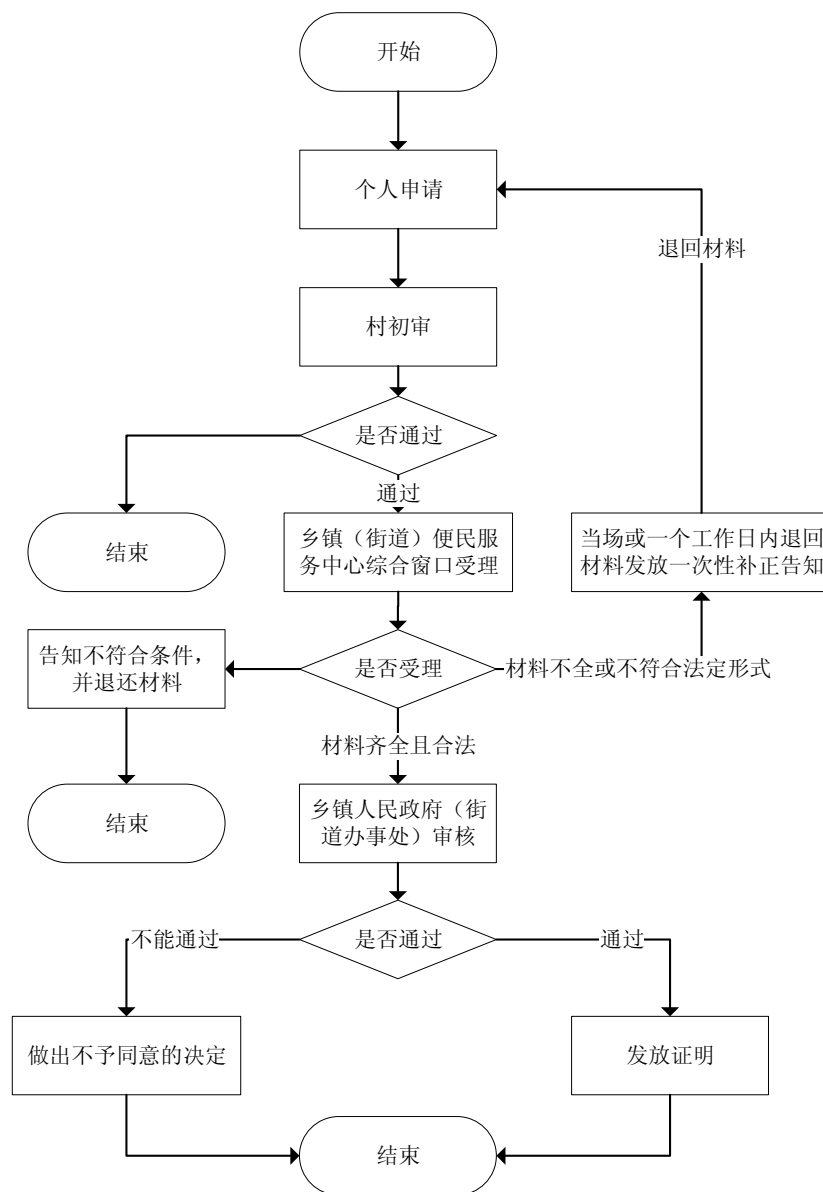 开始
个人申请
退回材料
村初审
是否通过
通过
结束
乡镇（街道）便民服
务中心综合窗口受理
当场或一个工作日内退回
材料发放一次性补正告知
告知不符合条件，
并退还材料
是否受理
材料不全或不符合法定形式
材料齐全且合法
结束
乡镇人民政府（街
道办事处）审核
不能通过
是否通过
通过
做出不予同意的决定
发放证明
结束